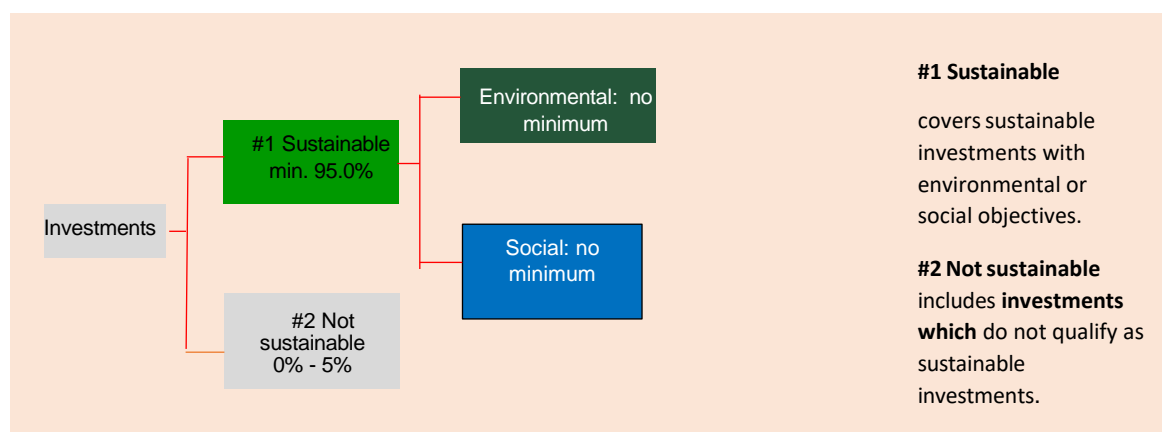 Investments
#1 Sustainable
min. 95.0%
Environmental: no
minimum
Social: no
minimum
#2 Not
sustainable
0% - 5%
#1 Sustainable
covers sustainable
investments with
environmental or
social objectives.
#2 Not sustainable
includes investments
which do not qualify as
sustainable
investments.